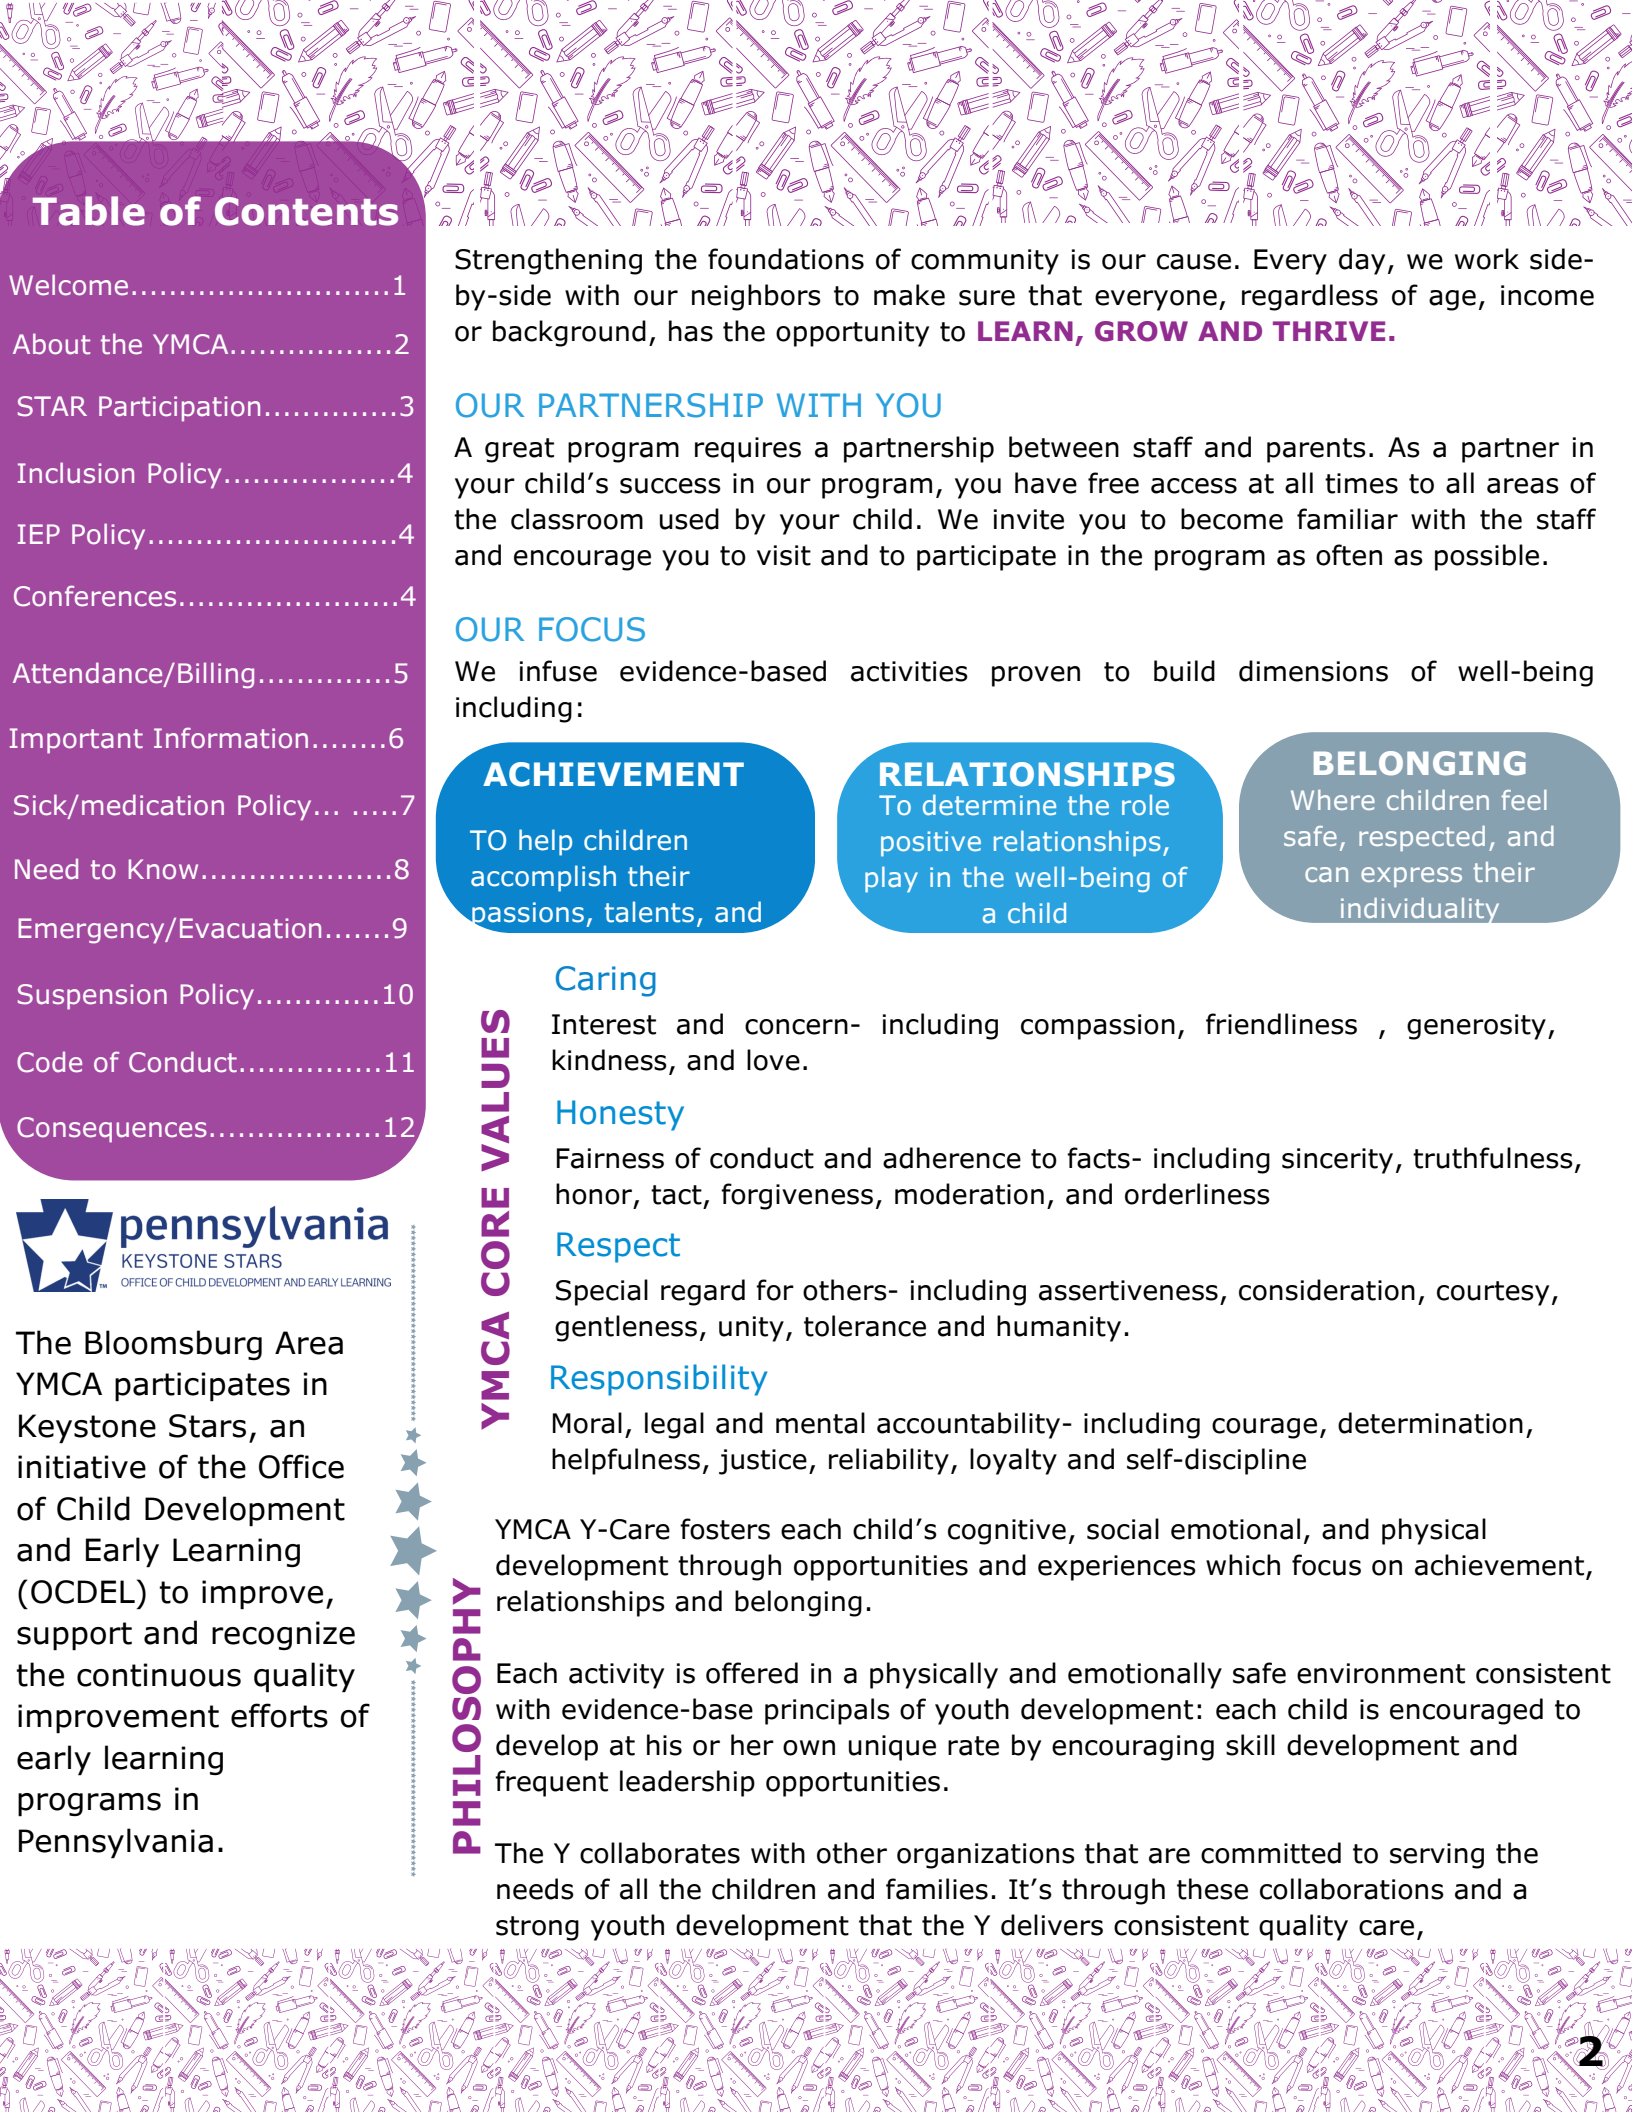 Table of Contents
Welcome...........................1
About the YMCA.................2
STAR Participation..............3
Inclusion Policy..................4
IEP Policy..........................4
Conferences.......................4
Attendance/Billing..............5
Important Information........6
Sick/medication Policy... .....7
Need to Know....................8
Emergency/Evacuation.......9
Suspension Policy.............10
Code of Conduct...............11
Consequences..................12
pennsylvania
KEYSTONE STARS
OFFICE OF CHILD DEVELOPMENT AND EARLY LEARNING
The Bloomsburg Area
YMCA participates in
Keystone Stars, an
initiative of the Office
of Child Development
and Early Learning
(OCDEL) to improve,
support and recognize
the continuous quality
improvement efforts of
early learning
programs in
Pennsylvania.
Strengthening the foundations of community is our cause. Every day, we work side-
by-side with our neighbors to make sure that everyone, regardless of age, income
or background, has the opportunity to LEARN, GROW AND THRIVE.
OUR PARTNERSHIP WITH YOU
A great program requires a partnership between staff and parents. As a partner in
your child’s success in our program, you have free access at all times to all areas of
the classroom used by your child. We invite you to become familiar with the staff
and encourage you to visit and to participate in the program as often as possible.
OUR FOCUS
We infuse evidence-based activities proven to build dimensions of well-being
including:
ACHIEVEMENT
TO help children
accomplish their
passions, talents, and
RELATIONSHIPS
To determine the role
positive relationships,
play in the well-being of
a child
BELONGING
Where children feel
safe, respected, and
can express their
individuality
YMCA CORE VALUES
Caring
Interest and concern- including compassion, friendliness , generosity,
kindness, and love.
Honesty
Fairness of conduct and adherence to facts- including sincerity, truthfulness,
honor, tact, forgiveness, moderation, and orderliness
Respect
Special regard for others- including assertiveness, consideration, courtesy,
gentleness, unity, tolerance and humanity.
Responsibility
Moral, legal and mental accountability- including courage, determination,
helpfulness, justice, reliability, loyalty and self-discipline
PHILOSOPHY
YMCA Y-Care fosters each child’s cognitive, social emotional, and physical
development through opportunities and experiences which focus on achievement,
relationships and belonging.
Each activity is offered in a physically and emotionally safe environment consistent
with evidence-base principals of youth development: each child is encouraged to
develop at his or her own unique rate by encouraging skill development and
frequent leadership opportunities.
The Y collaborates with other organizations that are committed to serving the
needs of all the children and families. It’s through these collaborations and a
strong youth development that the Y delivers consistent quality care,
2